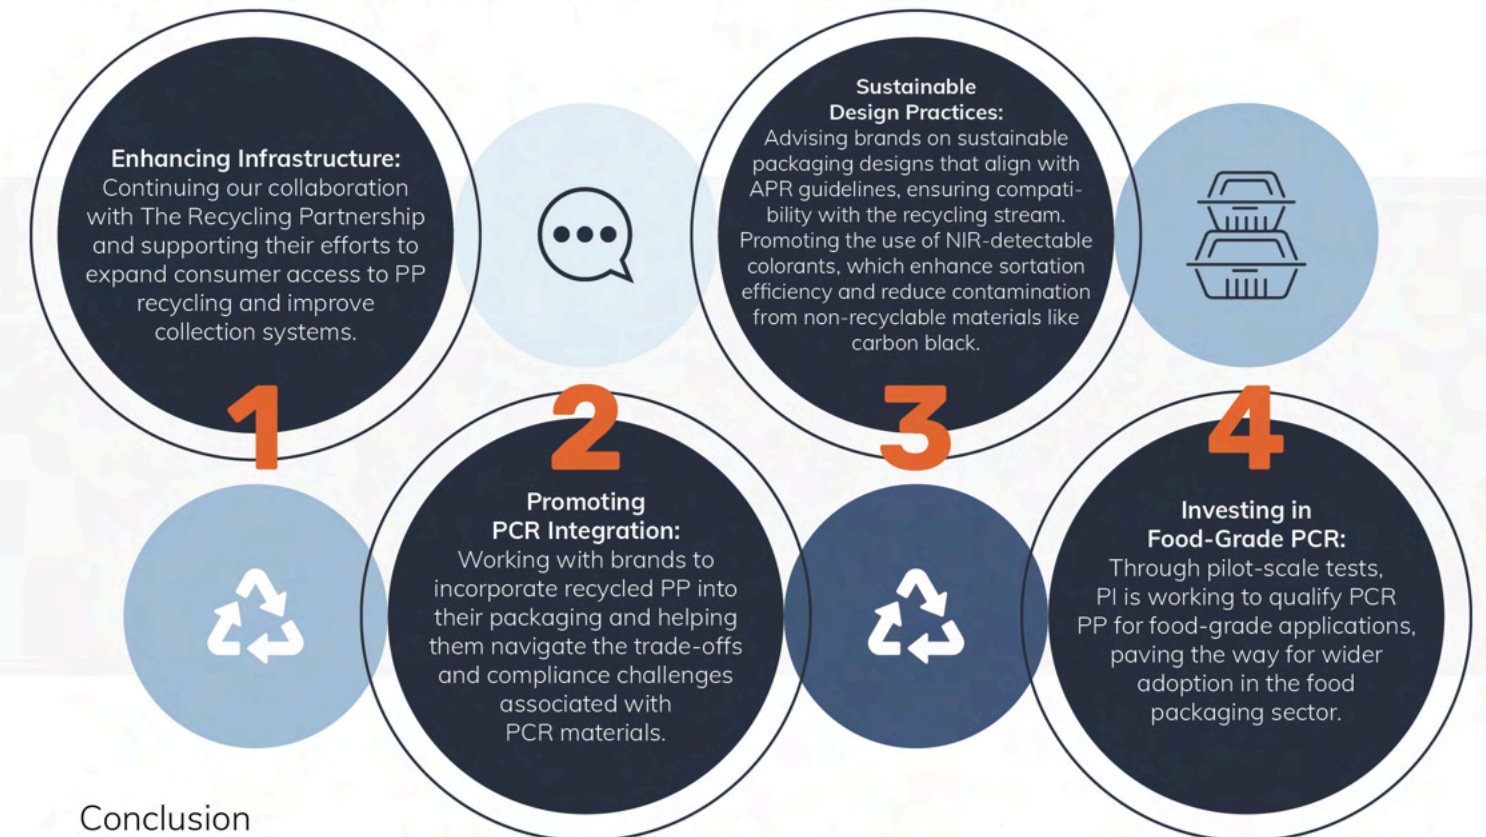 Enhancing Infrastructure:
Continuing our collaboration
with The Recycling Partnership
and supporting their efforts to
expand consumer access to PP
recycling and improve
collection systems.
1
2
Promoting
PCR Integration:
Working with brands to
incorporate recycled PP into
their packaging and helping
them navigate the trade-offs
and compliance challenges
associated with
PCR materials.
Sustainable
Design Practices:
Advising brands on sustainable
packaging designs that align with
APR guidelines, ensuring compati-
bility with the recycling stream.
Promoting the use of NIR-detectable
colorants, which enhance sortation
efficiency and reduce contamination
from non-recyclable materials like
carbon black.
3
4
Investing in
Food-Grade PCR:
Through pilot-scale tests,
PI is working to qualify PCR
PP for food-grade applications,
paving the way for wider
adoption in the food
packaging sector.
Conclusion